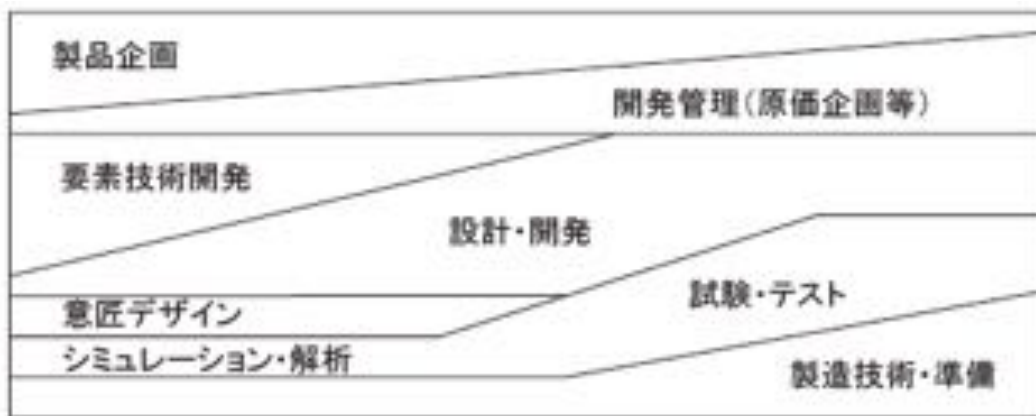 製品企画
開発管理(原価企画等)
要素技術開発
設計・開発
意匠デザイン
試験・テスト
シミュレーション・解析
製造技術・準備